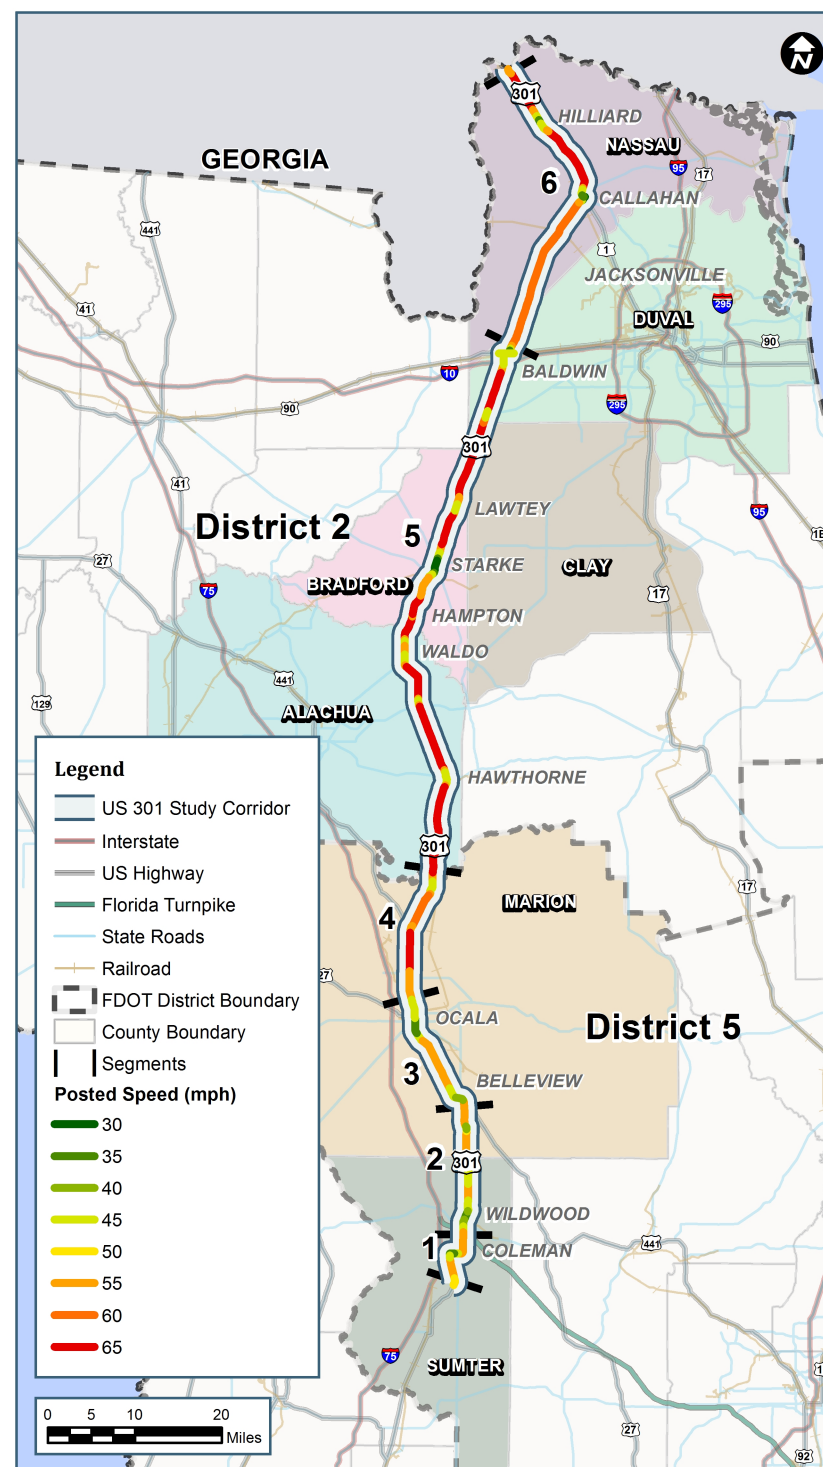 N
301
HILLIARD
NASSAU
GEORGIA
95
17
6
CALLAHAN
441
1
JACKSONVILLE
295
41
DUVAL
90
BALDWIN
10
295
90
301
41
LAWTEY
95
District 2
5
27
STARKE
CLAY
BRADFORD
75
17
HAMPTON
WALDO
441
129
ALACHUA
HAWTHORNE
301
17
MARION
4
27
OCALA
District 5
3
BELLEVIEW
2
301
WILDWOOD
441
1
COLEMAN
75
SUMTER
27
92
Legend
US 301 Study Corridor
Interstate
US Highway
Florida Turnpike
State Roads
Railroad
FDOT District Boundary
County Boundary
Segments
Posted Speed (mph)
30
35
40
45
50
55
60
65
0 5 10 20
Miles